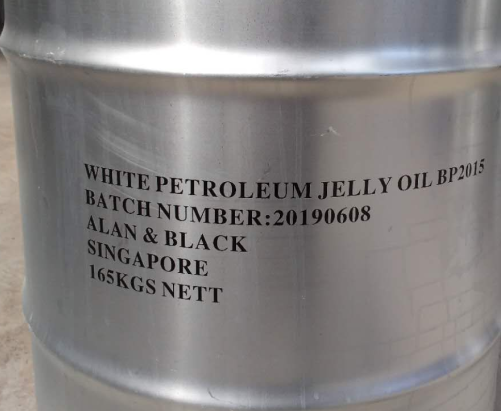 WHITE PETROLEUM JELLY OIL BP2015
BATCH NUMBER:20190608
ALAN & BLACK
SINGAPORE
165KGS NETT